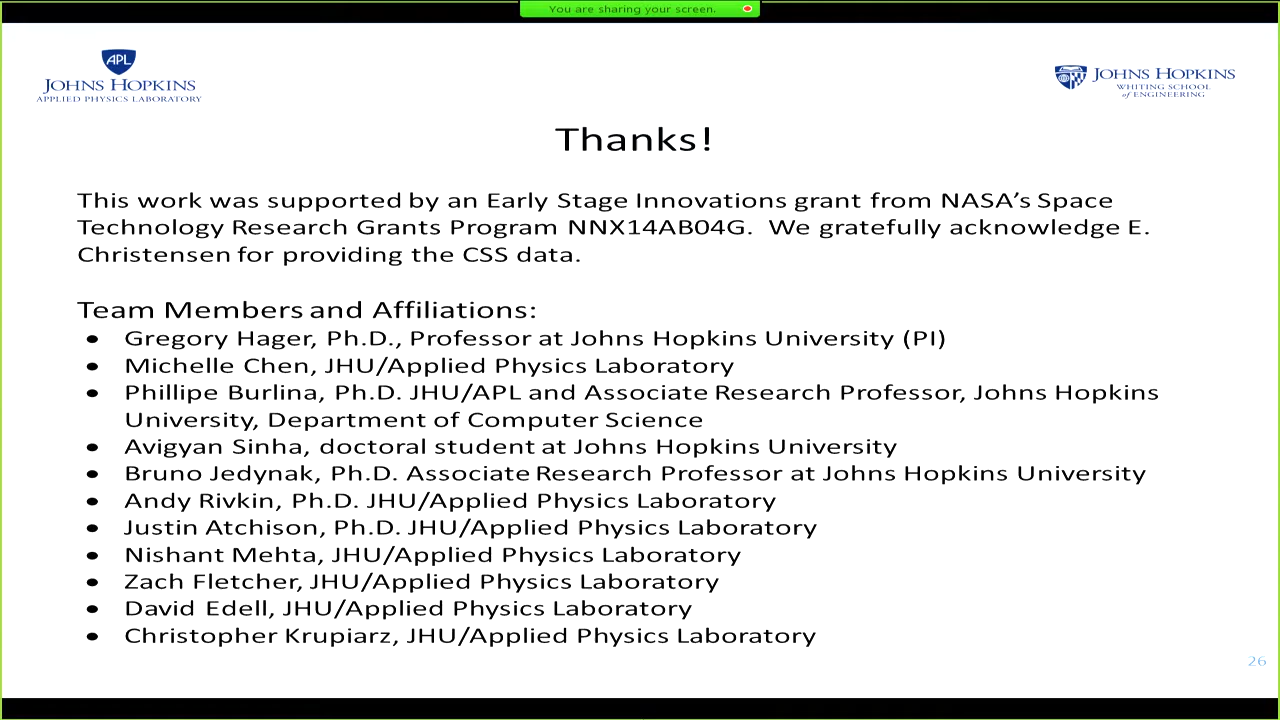 You are sharing your screen.
APL
JOHNS HOPKINS
APPLIED PHYSICS LABORATORY
JOHNS HOPKINS
WHITING SCHOOL
of ENGINEERING
Thanks!
This work was supported by an Early Stage Innovations grant from NASA’s Space
Technology Research Grants Program NNX14AB04G. We gratefully acknowledge E.
Christensen for providing the CSS data.
Team Members and Affiliations:
● Gregory Hager, Ph.D., Professor at Johns Hopkins University (PI)
● Michelle Chen, JHU/Applied Physics Laboratory
● Phillipe Burlina, Ph.D. JHU/APL and Associate Research Professor, Johns Hopkins
University, Department of Computer Science
● Avigyan Sinha, doctoral student at Johns Hopkins University
● Bruno Jedynak, Ph.D. Associate Research Professor at Johns Hopkins University
● Andy Rivkin, Ph.D. JHU/Applied Physics Laboratory
● Justin Atchison, Ph.D. JHU/Applied Physics Laboratory
● Nishant Mehta, JHU/Applied Physics Laboratory
● Zach Fletcher, JHU/Applied Physics Laboratory
● David Edell, JHU/Applied Physics Laboratory
● Christopher Krupiarz, JHU/Applied Physics Laboratory
26